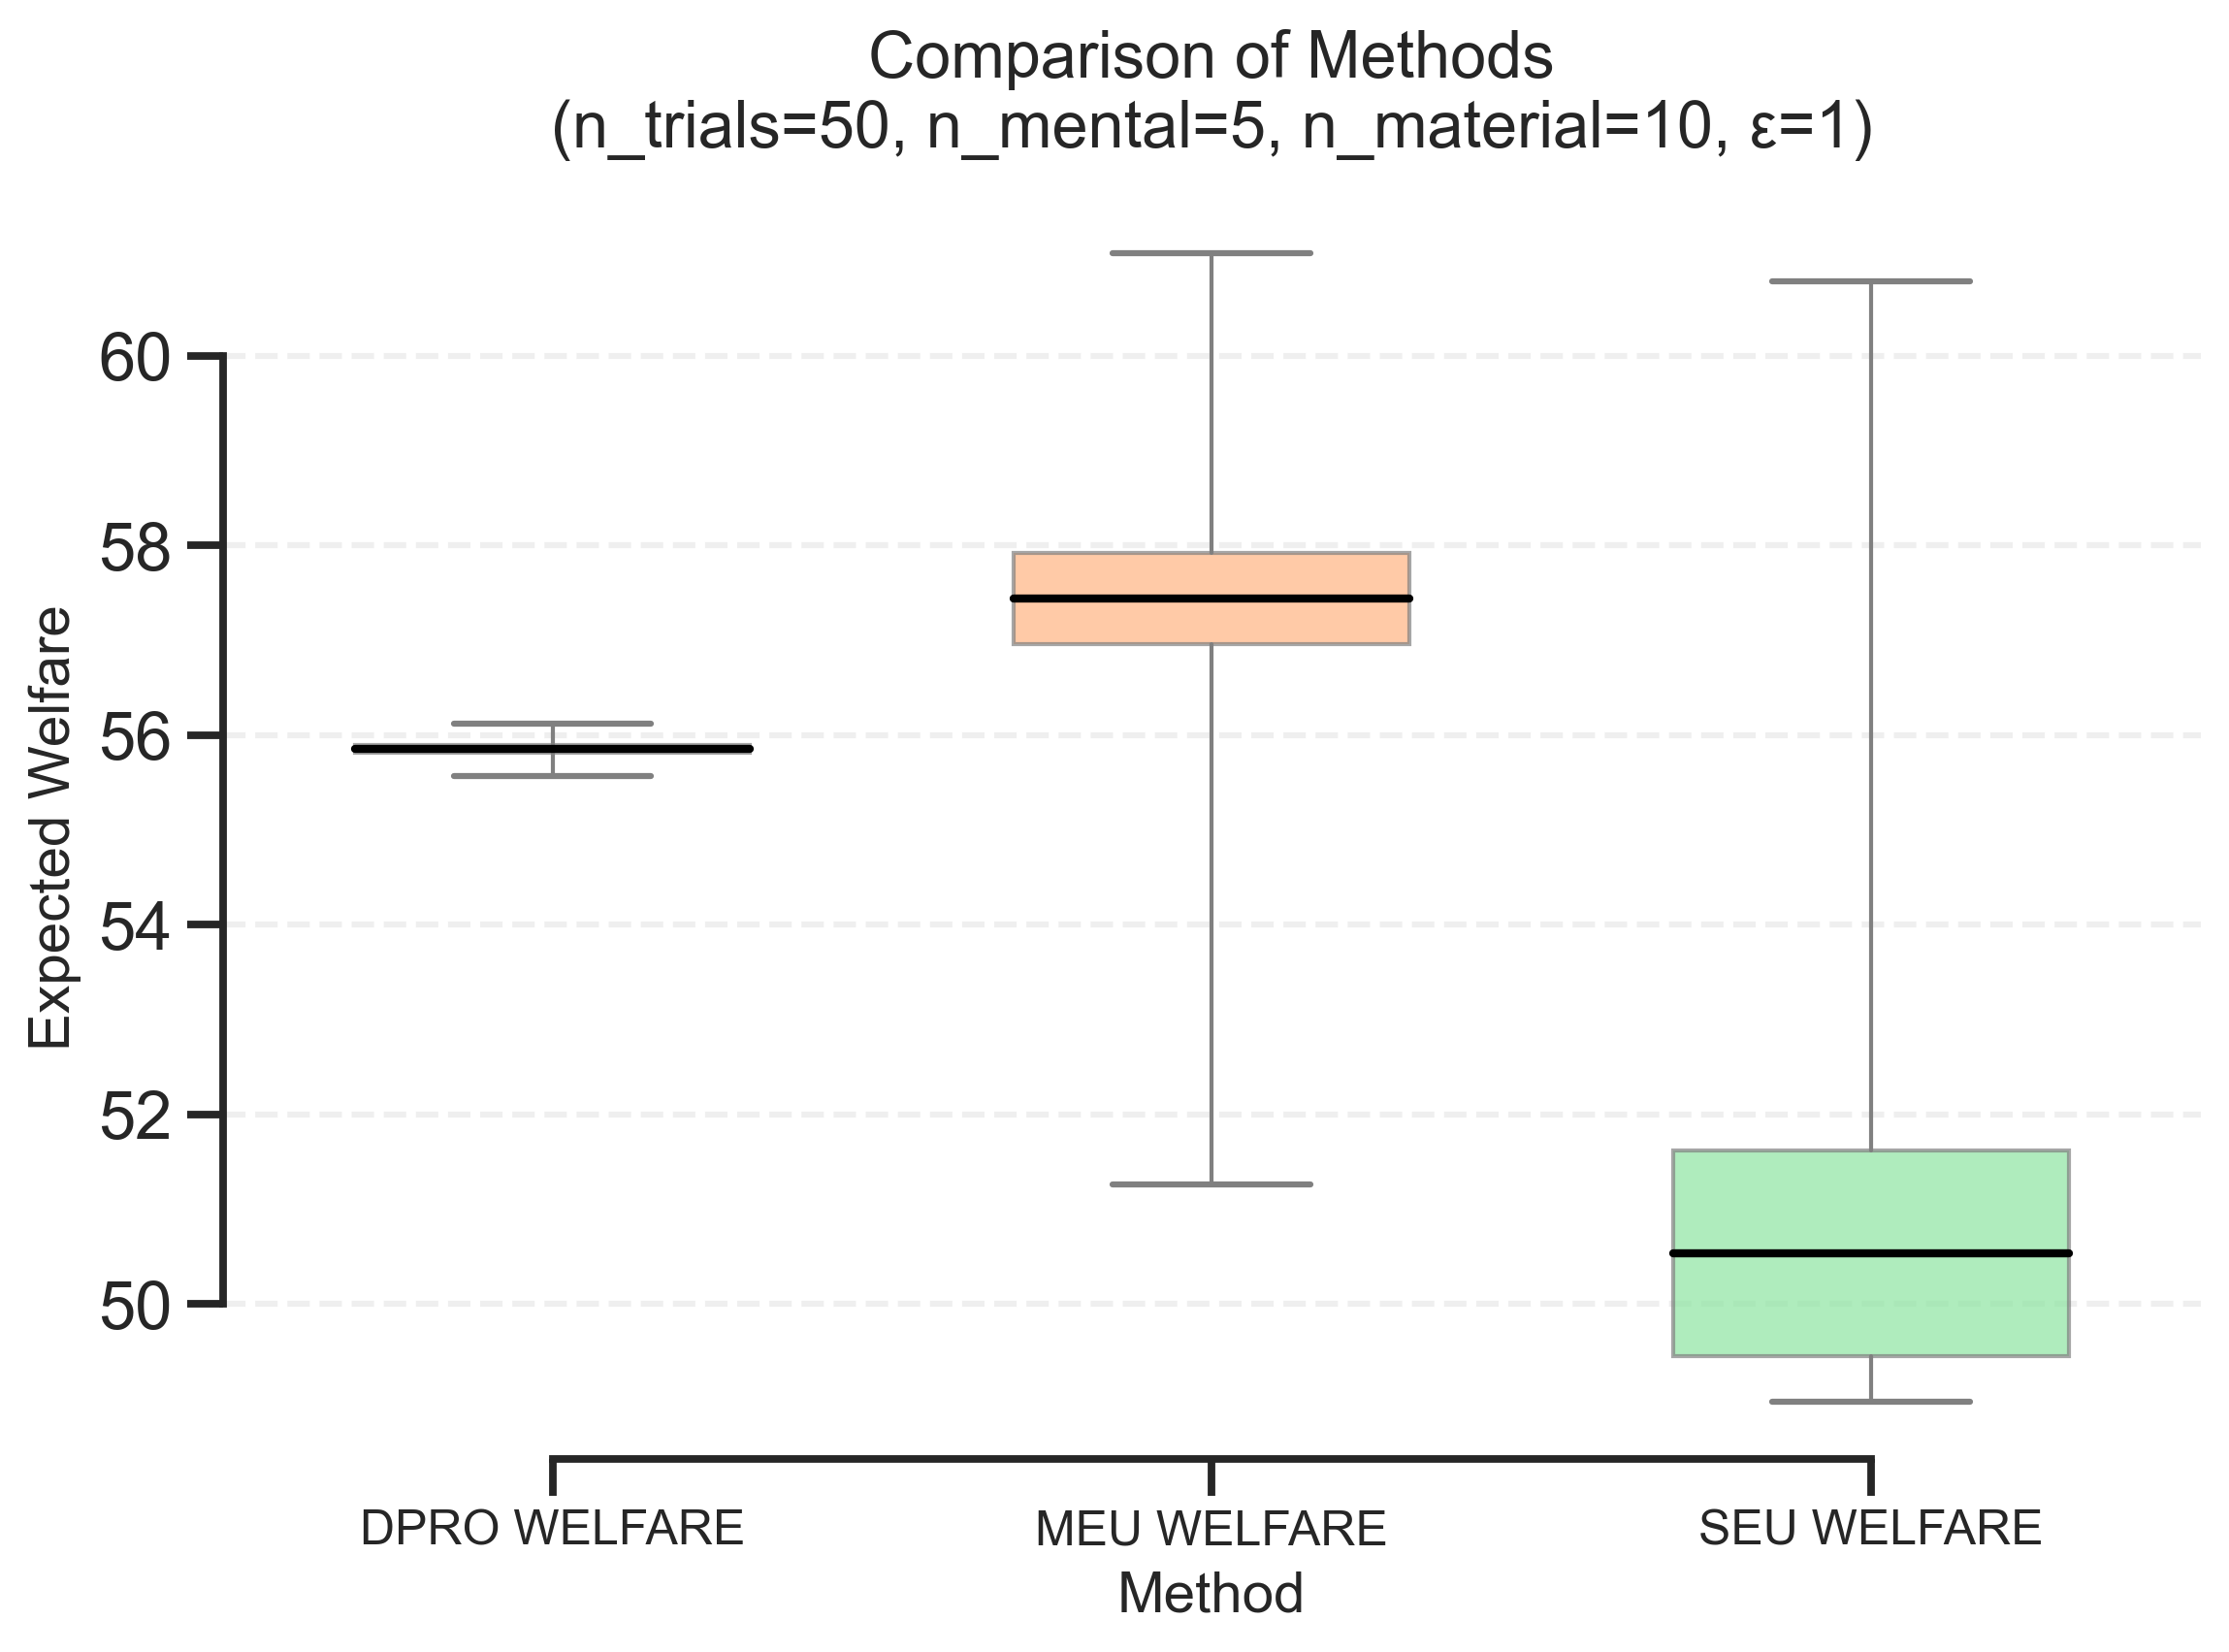 Comparison of Methods
(n_trials=50, n_mental=5, n_material=10, ε=1)
Expected Welfare
60
58
56
54
52
50
DPRO WELFARE
MEU WELFARE
SEU WELFARE
Method